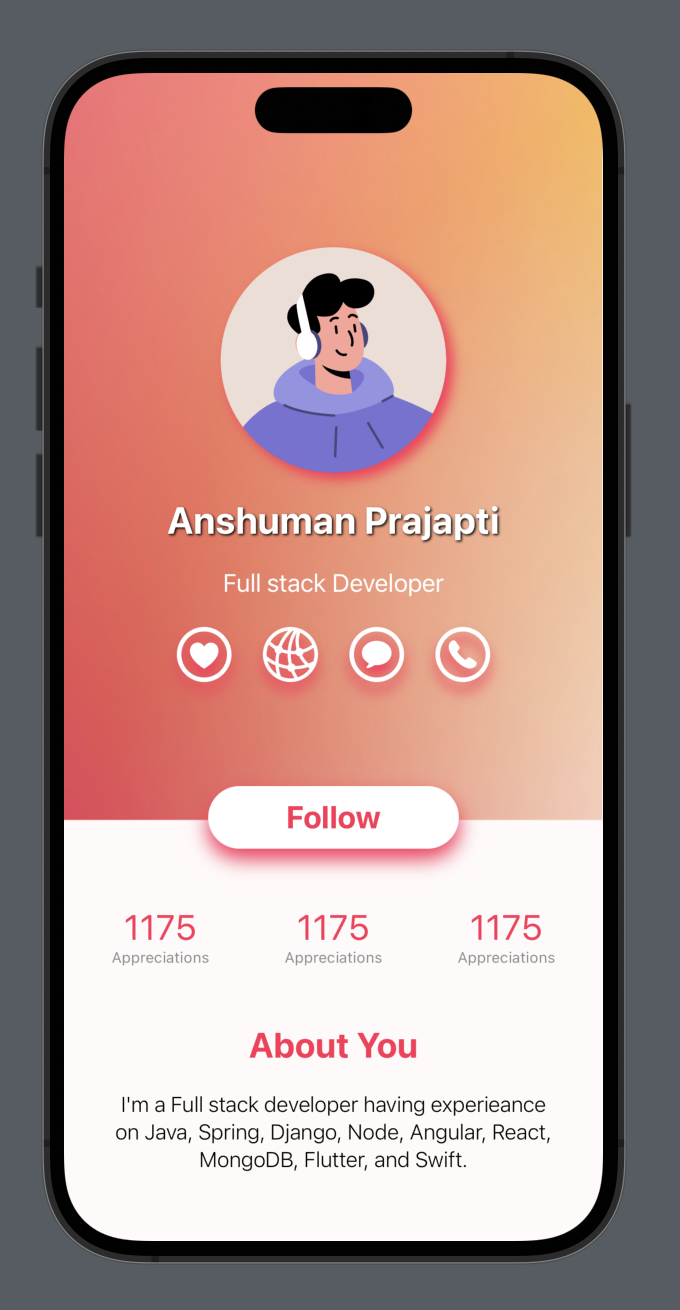 Anshuman Prajapti
Full stack Developer
Follow
1175 1175 1175
Appreciations Appreciations Appreciations
About You
I'm a Full stack developer having experieance
on Java, Spring, Django, Node, Angular, React,
MongoDB, Flutter, and Swift.